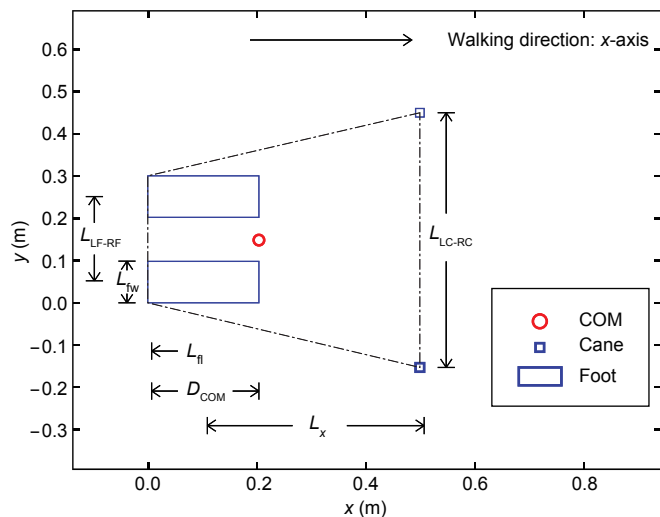 Walking direction: x-axis
0.6
0.5
0.4
0.3
0.2
0.1
0.0
−0.1
−0.2
−0.3
y (m)
L_LF-RF
L_fw
L_LC-RC
L_fl
D_COM
L_x
COM
Cane
Foot
0.0 0.2 0.4 0.6 0.8
x (m)